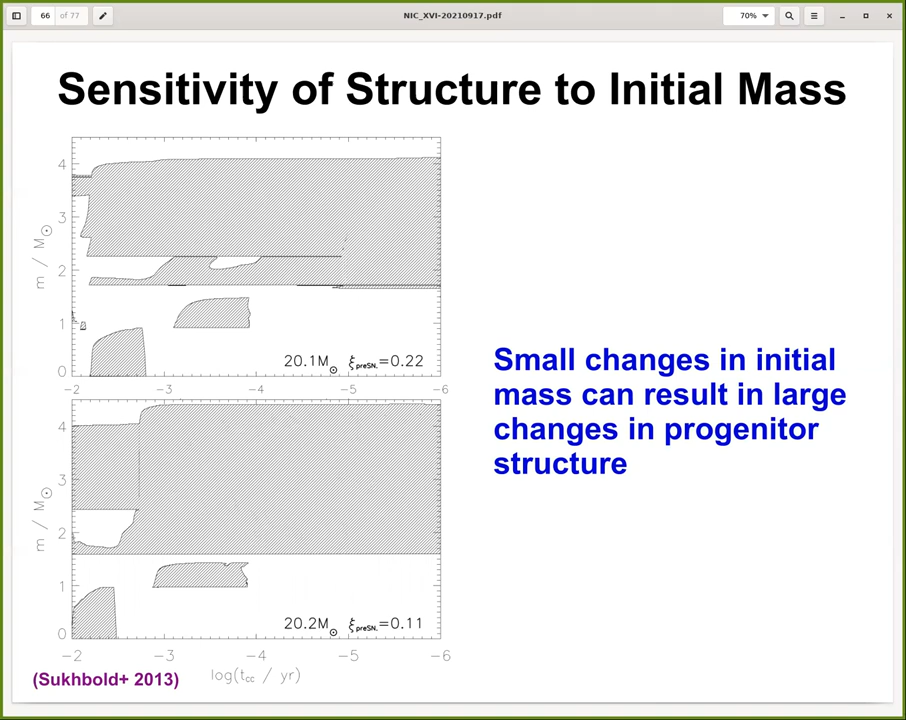 66 of 77
NIC_XVI-20210917.pdf
70%
Sensitivity of Structure to Initial Mass
4
3
2
1
0
m / M☉
20.1M☉ ξpreSN.=0.22
−2 −3 −4 −5 −6
4
3
2
1
0
m / M☉
20.2M☉ ξpreSN.=0.11
−2 −3 −4 −5 −6
log(tcc / yr)
Small changes in initial
mass can result in large
changes in progenitor
structure
(Sukhbold+ 2013)